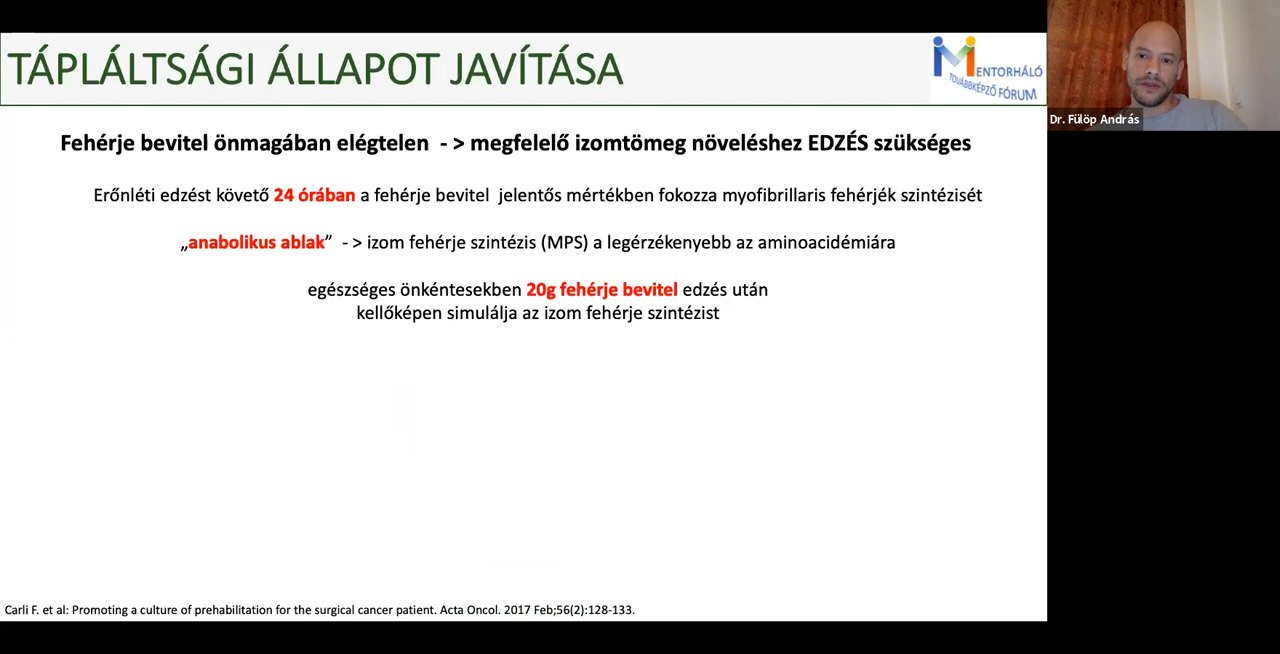 TÁPLÁLTSÁGI ÁLLAPOT JAVÍTÁSA
MENTORHÁLÓ
TOVÁBBKÉPZŐ FÓRUM
Dr. Fülöp András
Fehérje bevitel önmagában elégtelen - > megfelelő izomtömeg növeléshez EDZÉS szükséges
Erőnléti edzést követő 24 órában a fehérje bevitel jelentős mértékben fokozza myofibrillaris fehérjék szintézisét
„anabolikus ablak” - > izom fehérje szintézis (MPS) a legérzékenyebb az aminoacidémiára
egészséges önkéntesekben 20g fehérje bevitel edzés után
kellőképen simulálja az izom fehérje szintézist
Carli F. et al: Promoting a culture of prehabilitation for the surgical cancer patient. Acta Oncol. 2017 Feb;56(2):128-133.